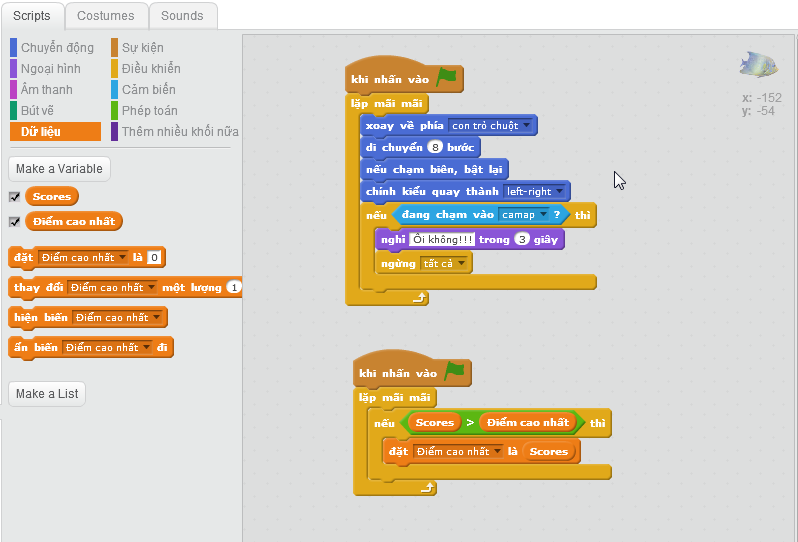 Scripts Costumes Sounds
Chuyển động Sự kiện
Ngoại hình Điều khiển
Âm thanh Cảm biến
Bút vẽ Phép toán
Dữ liệu Thêm nhiều khối nữa
Make a Variable
Scores
Điểm cao nhất
đặt Điểm cao nhất là 0
thay đổi Điểm cao nhất một lượng 1
hiện biến Điểm cao nhất
ẩn biến Điểm cao nhất đi
Make a List
khi nhấn vào
lặp mãi mãi
xoay về phía con trỏ chuột
di chuyển 8 bước
nếu chạm biên, bật lại
chỉnh kiểu quay thành left-right
nếu đang chạm vào camap ? thì
nghĩ Ôi không!!! trong 3 giây
ngừng tất cả
khi nhấn vào
lặp mãi mãi
nếu Scores > Điểm cao nhất thì
đặt Điểm cao nhất là Scores
x: -152
y: -54